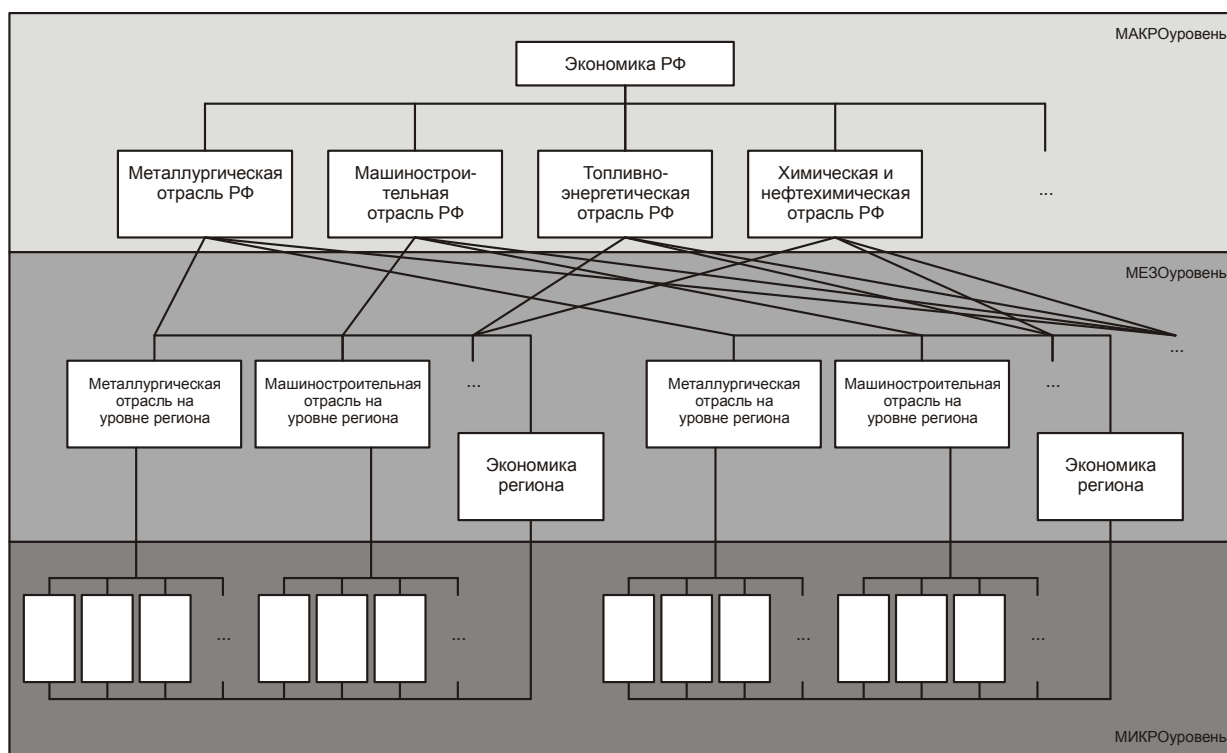 МАКРОуровень
Экономика РФ
Металлургическая
отрасль РФ
Машинострои-
тельная
отрасль РФ
Топливно-
энергетическая
отрасль РФ
Химическая и
нефтехимическая
отрасль РФ
...
МЕЗОуровень
...
Металлургическая
отрасль на
уровне региона
Машиностроительная
отрасль на
уровне региона
...
Металлургическая
отрасль на
уровне региона
Машиностроительная
отрасль на
уровне региона
...
Экономика
региона
Экономика
региона
...
...
...
...
МИКРОуровень